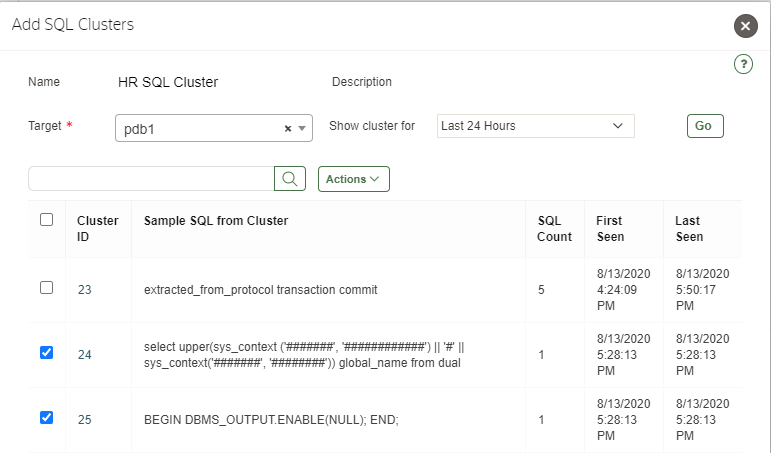 Add SQL Clusters
?
Name HR SQL Cluster Description
Target * pdb1 × Show cluster for Last 24 Hours Go
Actions
Cluster ID Sample SQL from Cluster SQL Count First Seen Last Seen
23 extracted_from_protocol transaction commit 5 8/13/2020 4:24:09 PM 8/13/2020 5:50:17 PM
24 select upper(sys_context ('#######', '############') || '#' || sys_context('#######', '########')) global_name from dual 1 8/13/2020 5:28:13 PM 8/13/2020 5:28:13 PM
25 BEGIN DBMS_OUTPUT.ENABLE(NULL); END; 1 8/13/2020 5:28:13 PM 8/13/2020 5:28:13 PM